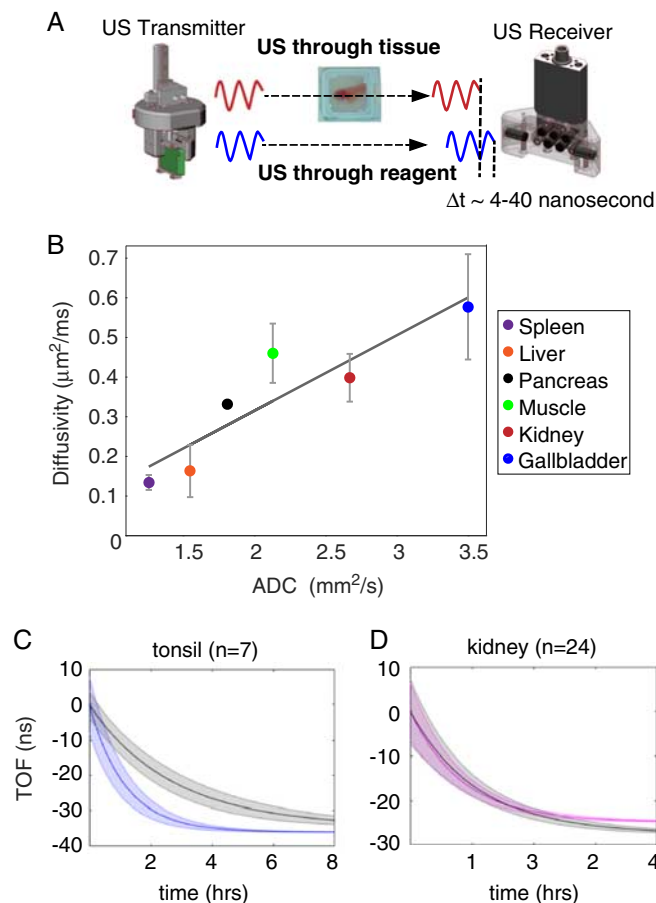 A
US Transmitter
US through tissue
US Receiver
US through reagent
Δt ~ 4-40 nanosecond
B
Diffusivity (μm²/ms)
0.7
0.6
0.5
0.4
0.3
0.2
0.1
0
1.5 2 2.5 3 3.5
ADC (mm²/s)
Spleen
Liver
Pancreas
Muscle
Kidney
Gallbladder
C
tonsil (n=7)
TOF (ns)
10
0
-10
-20
-30
-40
2 4 6 8
time (hrs)
D
kidney (n=24)
10
0
-10
-20
-30
1 3 2 4
time (hrs)